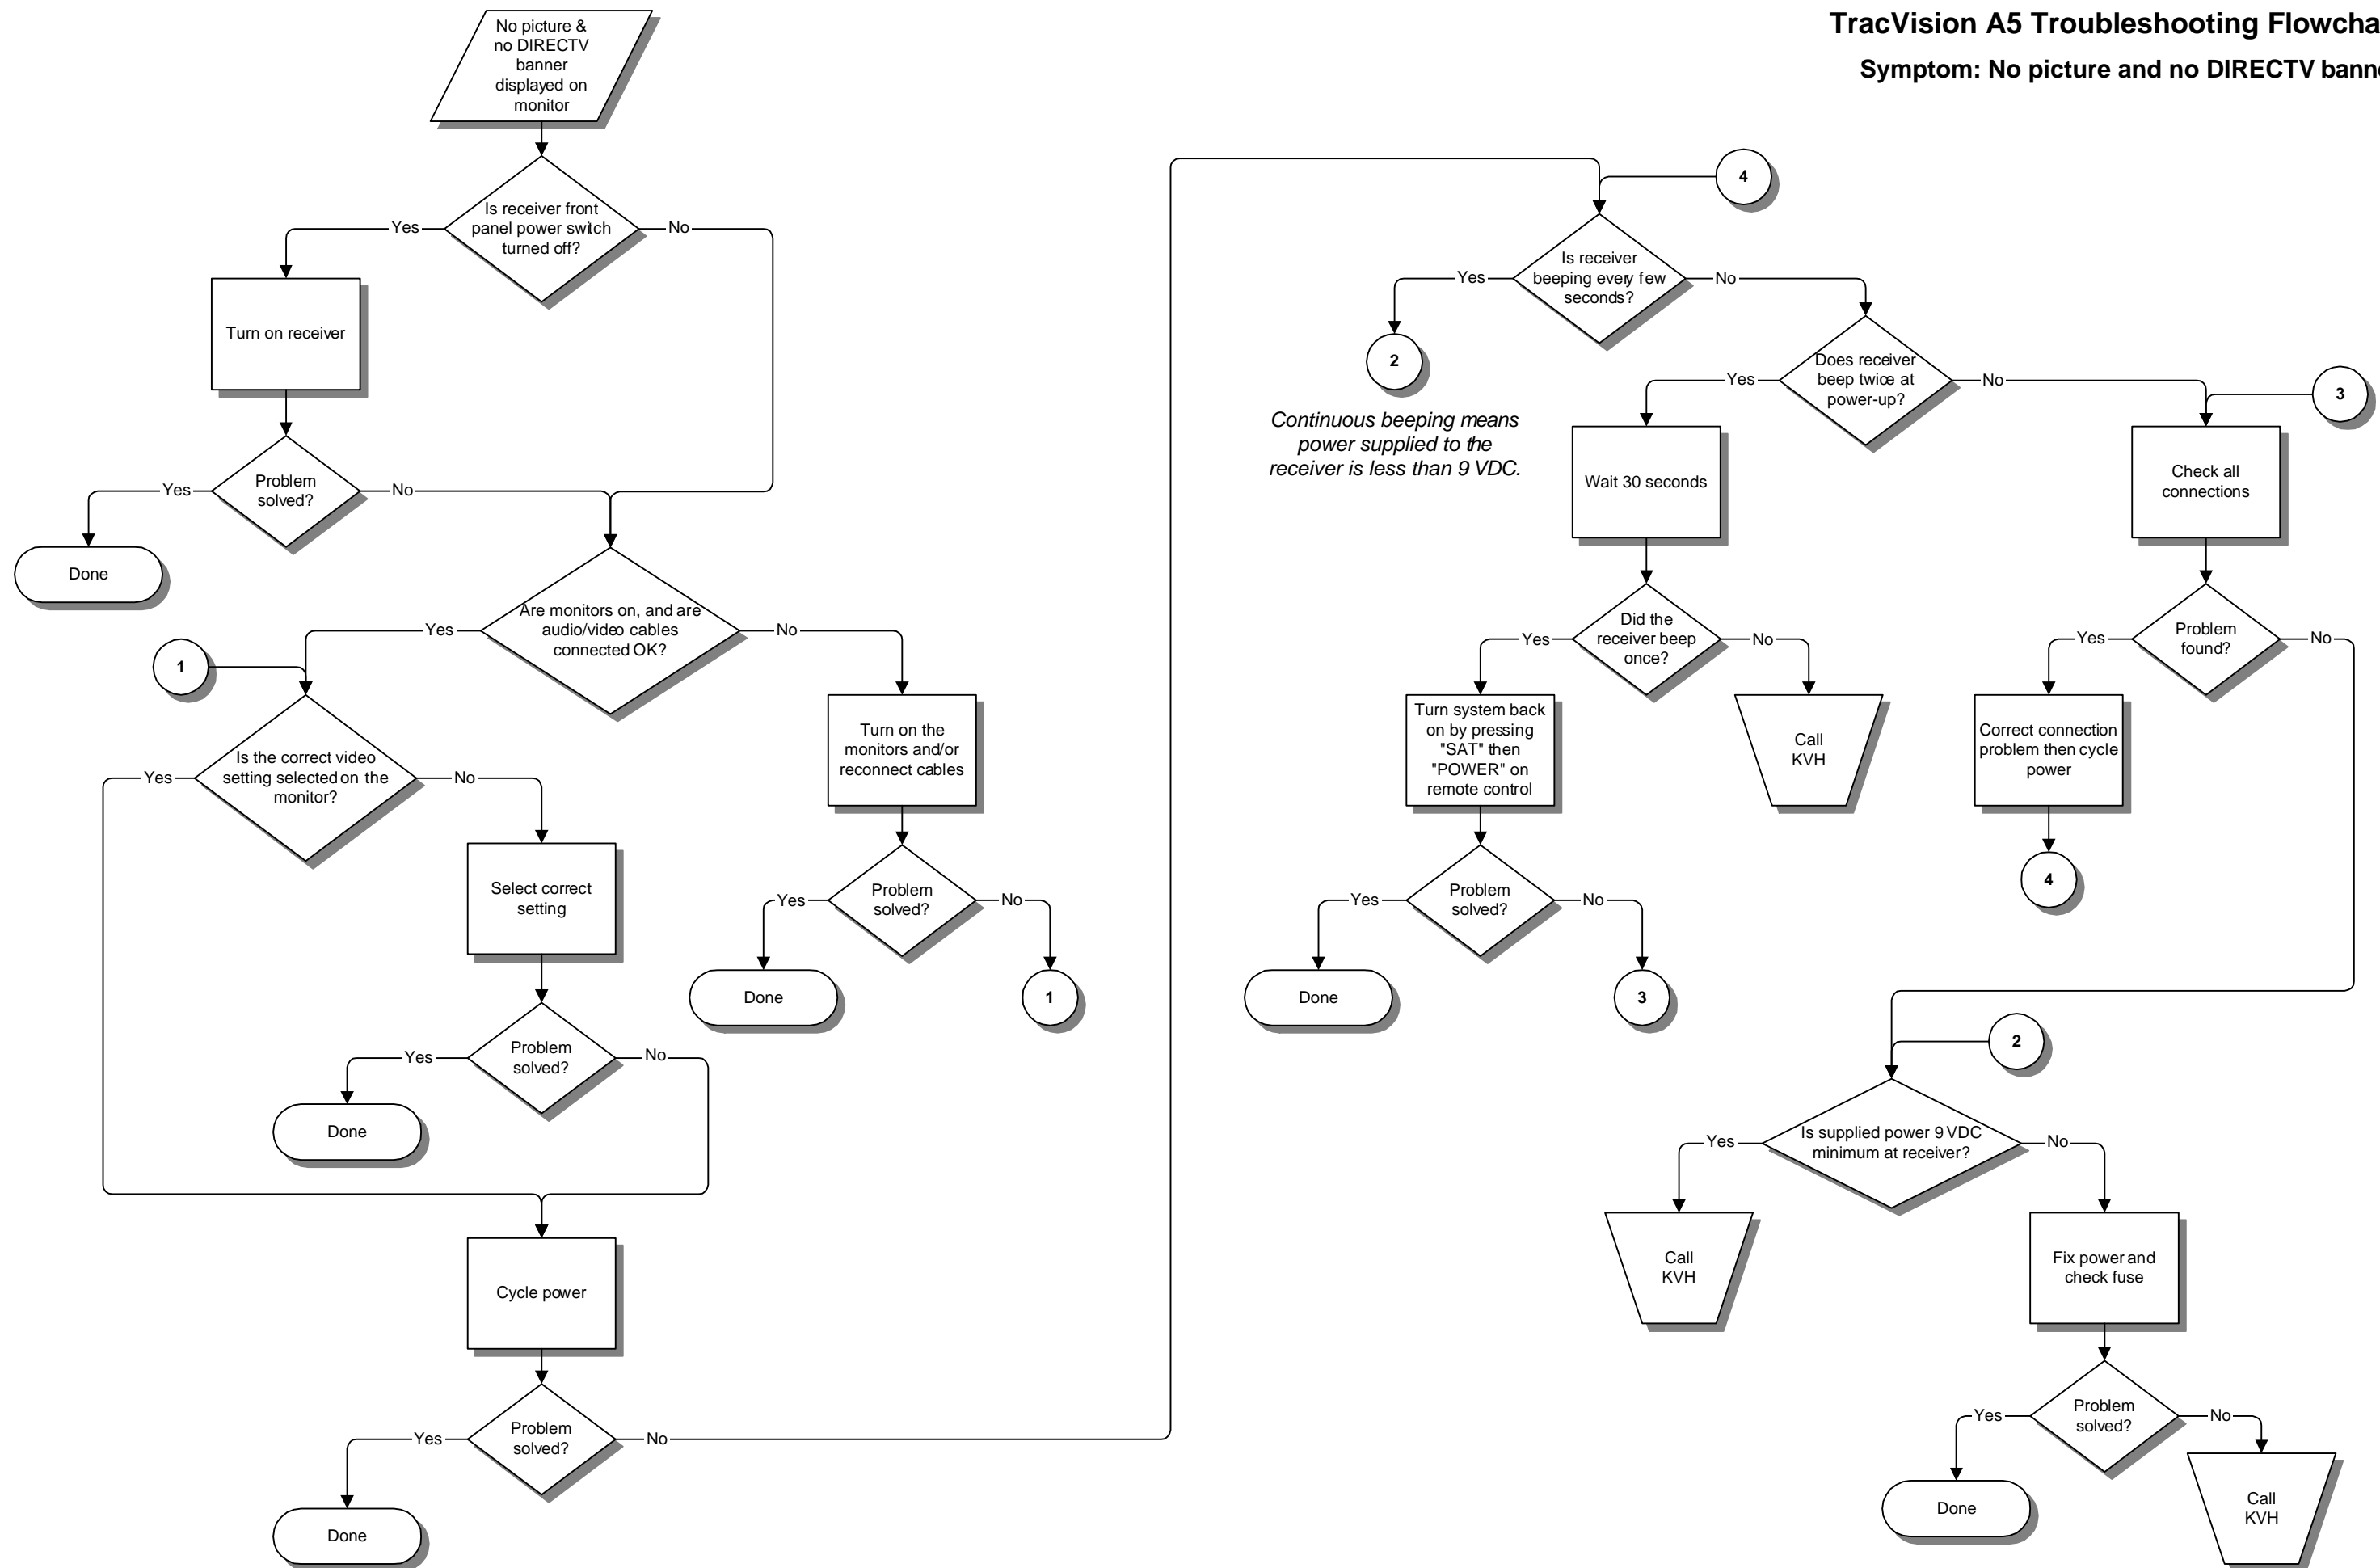 TracVision A5 Troubleshooting Flowcha
Symptom: No picture and no DIRECTV banne
No picture &
no DIRECTV
banner
displayed on
monitor
Is receiver front
panel power switch
turned off?
Yes
No
Turn on receiver
Problem
solved?
Yes
No
Done
Are monitors on, and are
audio/video cables
connected OK?
Yes
No
1
Is the correct video
setting selected on the
monitor?
Yes
No
Turn on the
monitors and/or
reconnect cables
Select correct
setting
Problem
solved?
Yes
No
Done
1
Problem
solved?
Yes
No
Done
Cycle power
Problem
solved?
Yes
No
Done
4
Is receiver
beeping every few
seconds?
Yes
No
2
Continuous beeping means
power supplied to the
receiver is less than 9 VDC.
Does receiver
beep twice at
power-up?
Yes
No
3
Wait 30 seconds
Check all
connections
Did the
receiver beep
once?
Yes
No
Problem
found?
Yes
No
Turn system back
on by pressing
"SAT" then
"POWER" on
remote control
Call
KVH
Correct connection
problem then cycle
power
4
Problem
solved?
Yes
No
Done
3
2
Is supplied power 9 VDC
minimum at receiver?
Yes
No
Call
KVH
Fix power and
check fuse
Problem
solved?
Yes
No
Done
Call
KVH